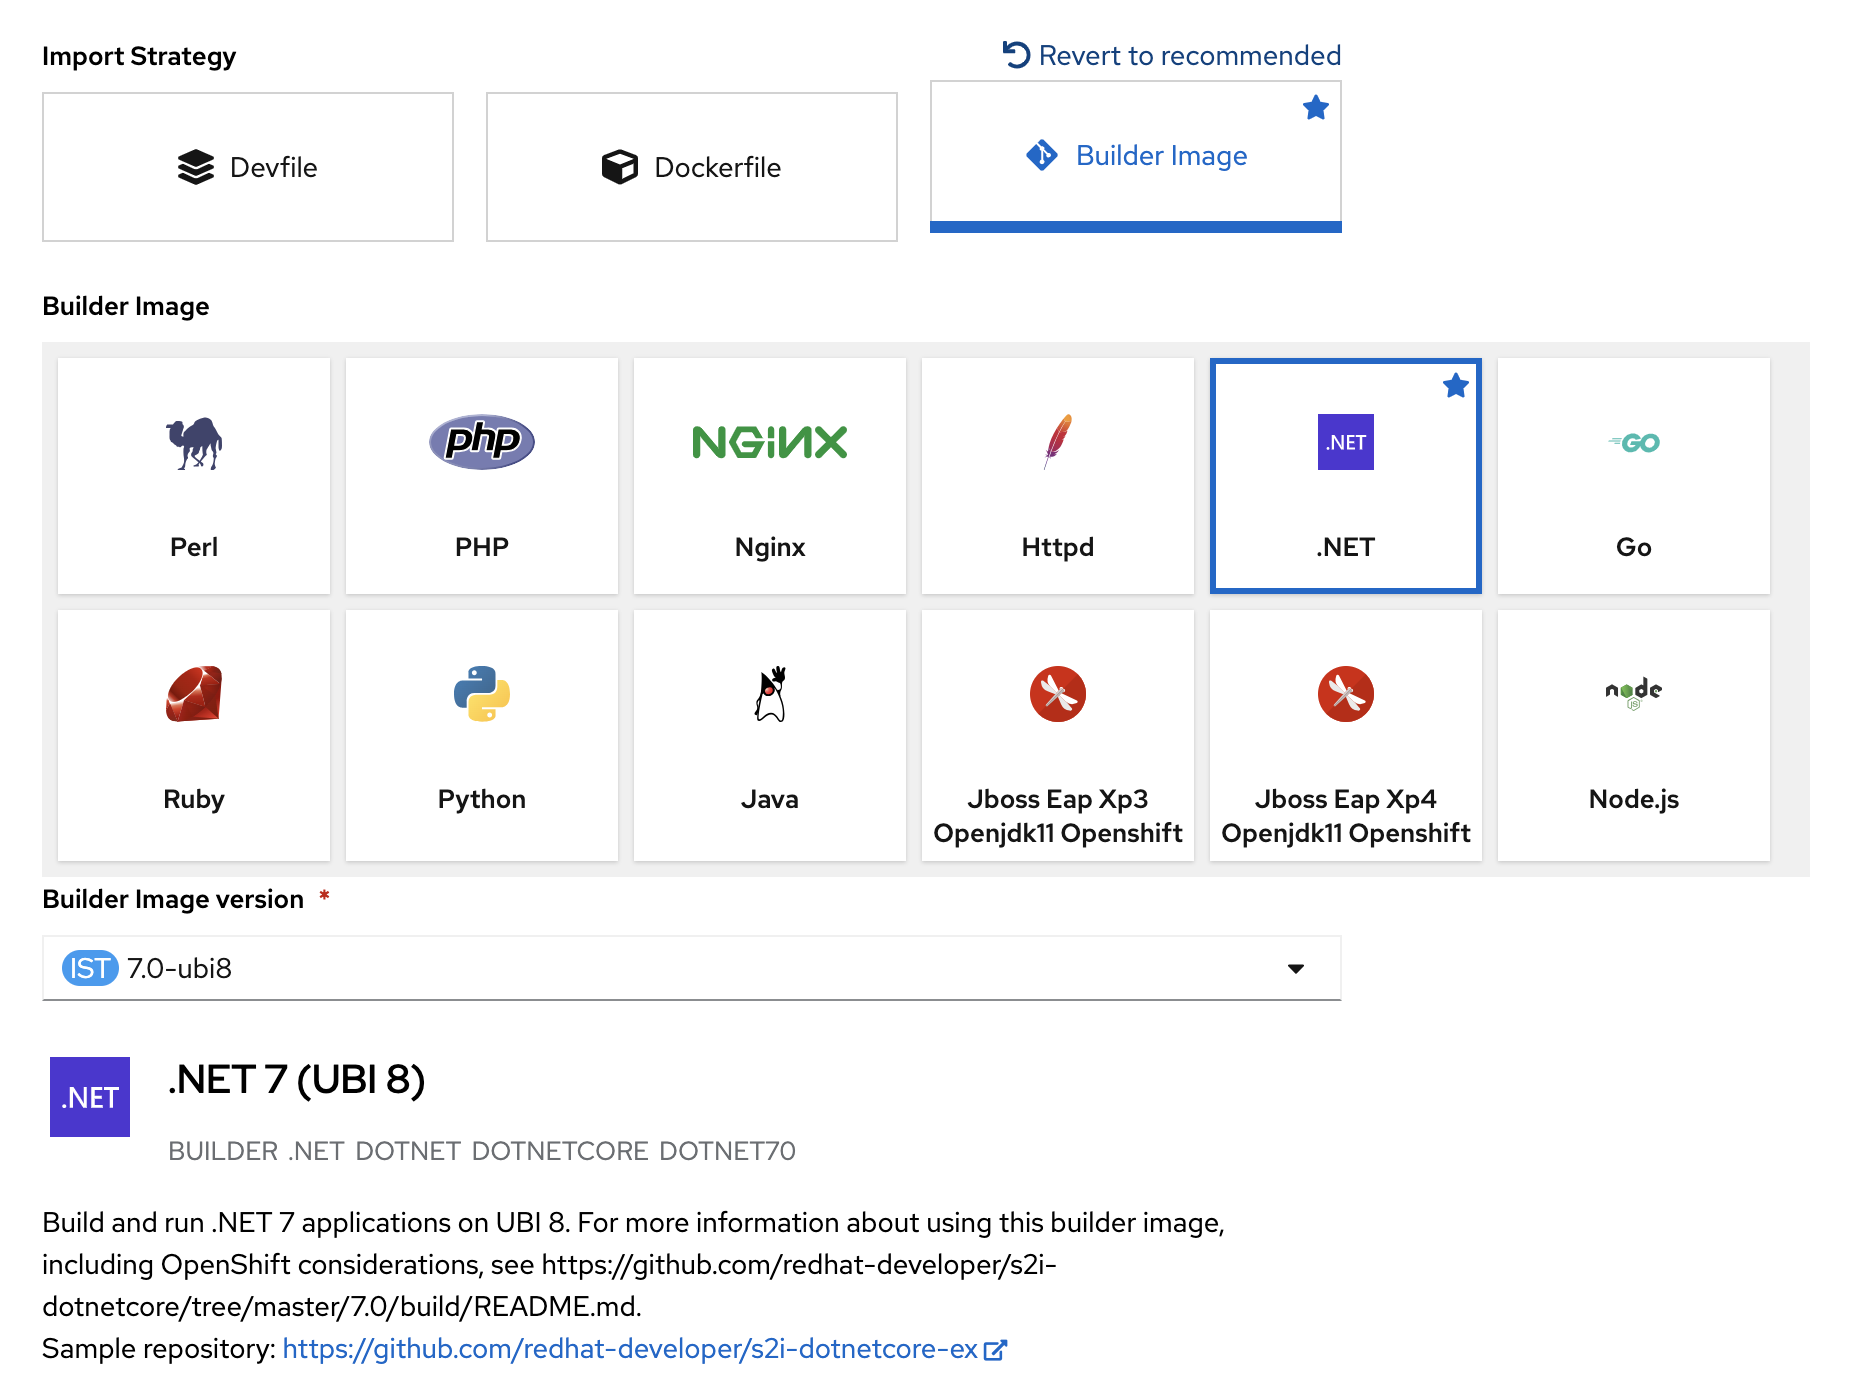 Import Strategy
Revert to recommended
Devfile
Dockerfile
Builder Image
Builder Image
php
NGINX
.NET
GO
Perl
PHP
Nginx
Httpd
.NET
Go
node
JS
Ruby
Python
Java
Jboss Eap Xp3
Openjdk11 Openshift
Jboss Eap Xp4
Openjdk11 Openshift
Node.js
Builder Image version *
IST 7.0-ubi8
.NET
.NET 7 (UBI 8)
BUILDER .NET DOTNET DOTNETCORE DOTNET70
Build and run .NET 7 applications on UBI 8. For more information about using this builder image,
including OpenShift considerations, see https://github.com/redhat-developer/s2i-
dotnetcore/tree/master/7.0/build/README.md.
Sample repository: https://github.com/redhat-developer/s2i-dotnetcore-ex